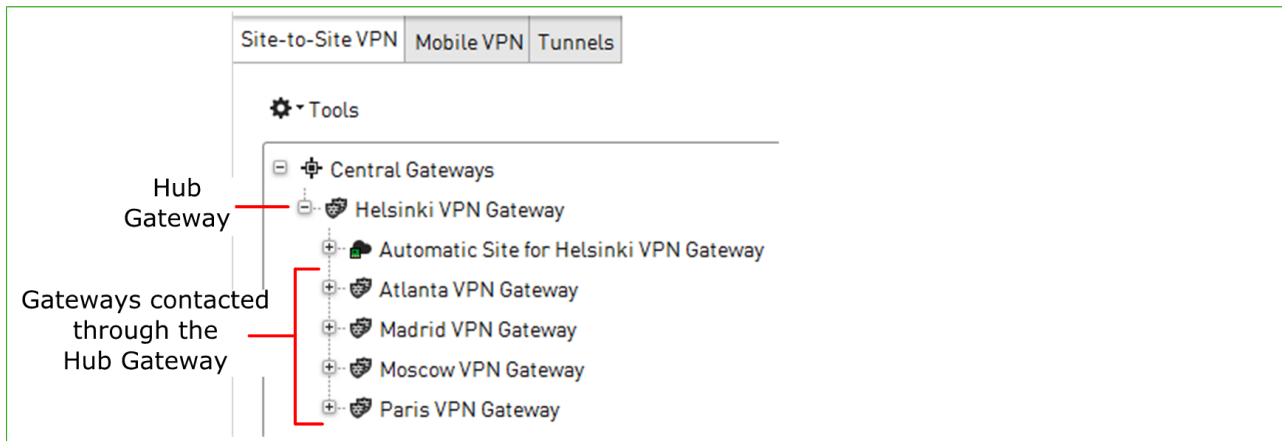 Site-to-Site VPN Mobile VPN Tunnels
Tools
Central Gateways
Hub
Gateway
Helsinki VPN Gateway
Automatic Site for Helsinki VPN Gateway
Gateways contacted
through the
Hub Gateway
Atlanta VPN Gateway
Madrid VPN Gateway
Moscow VPN Gateway
Paris VPN Gateway